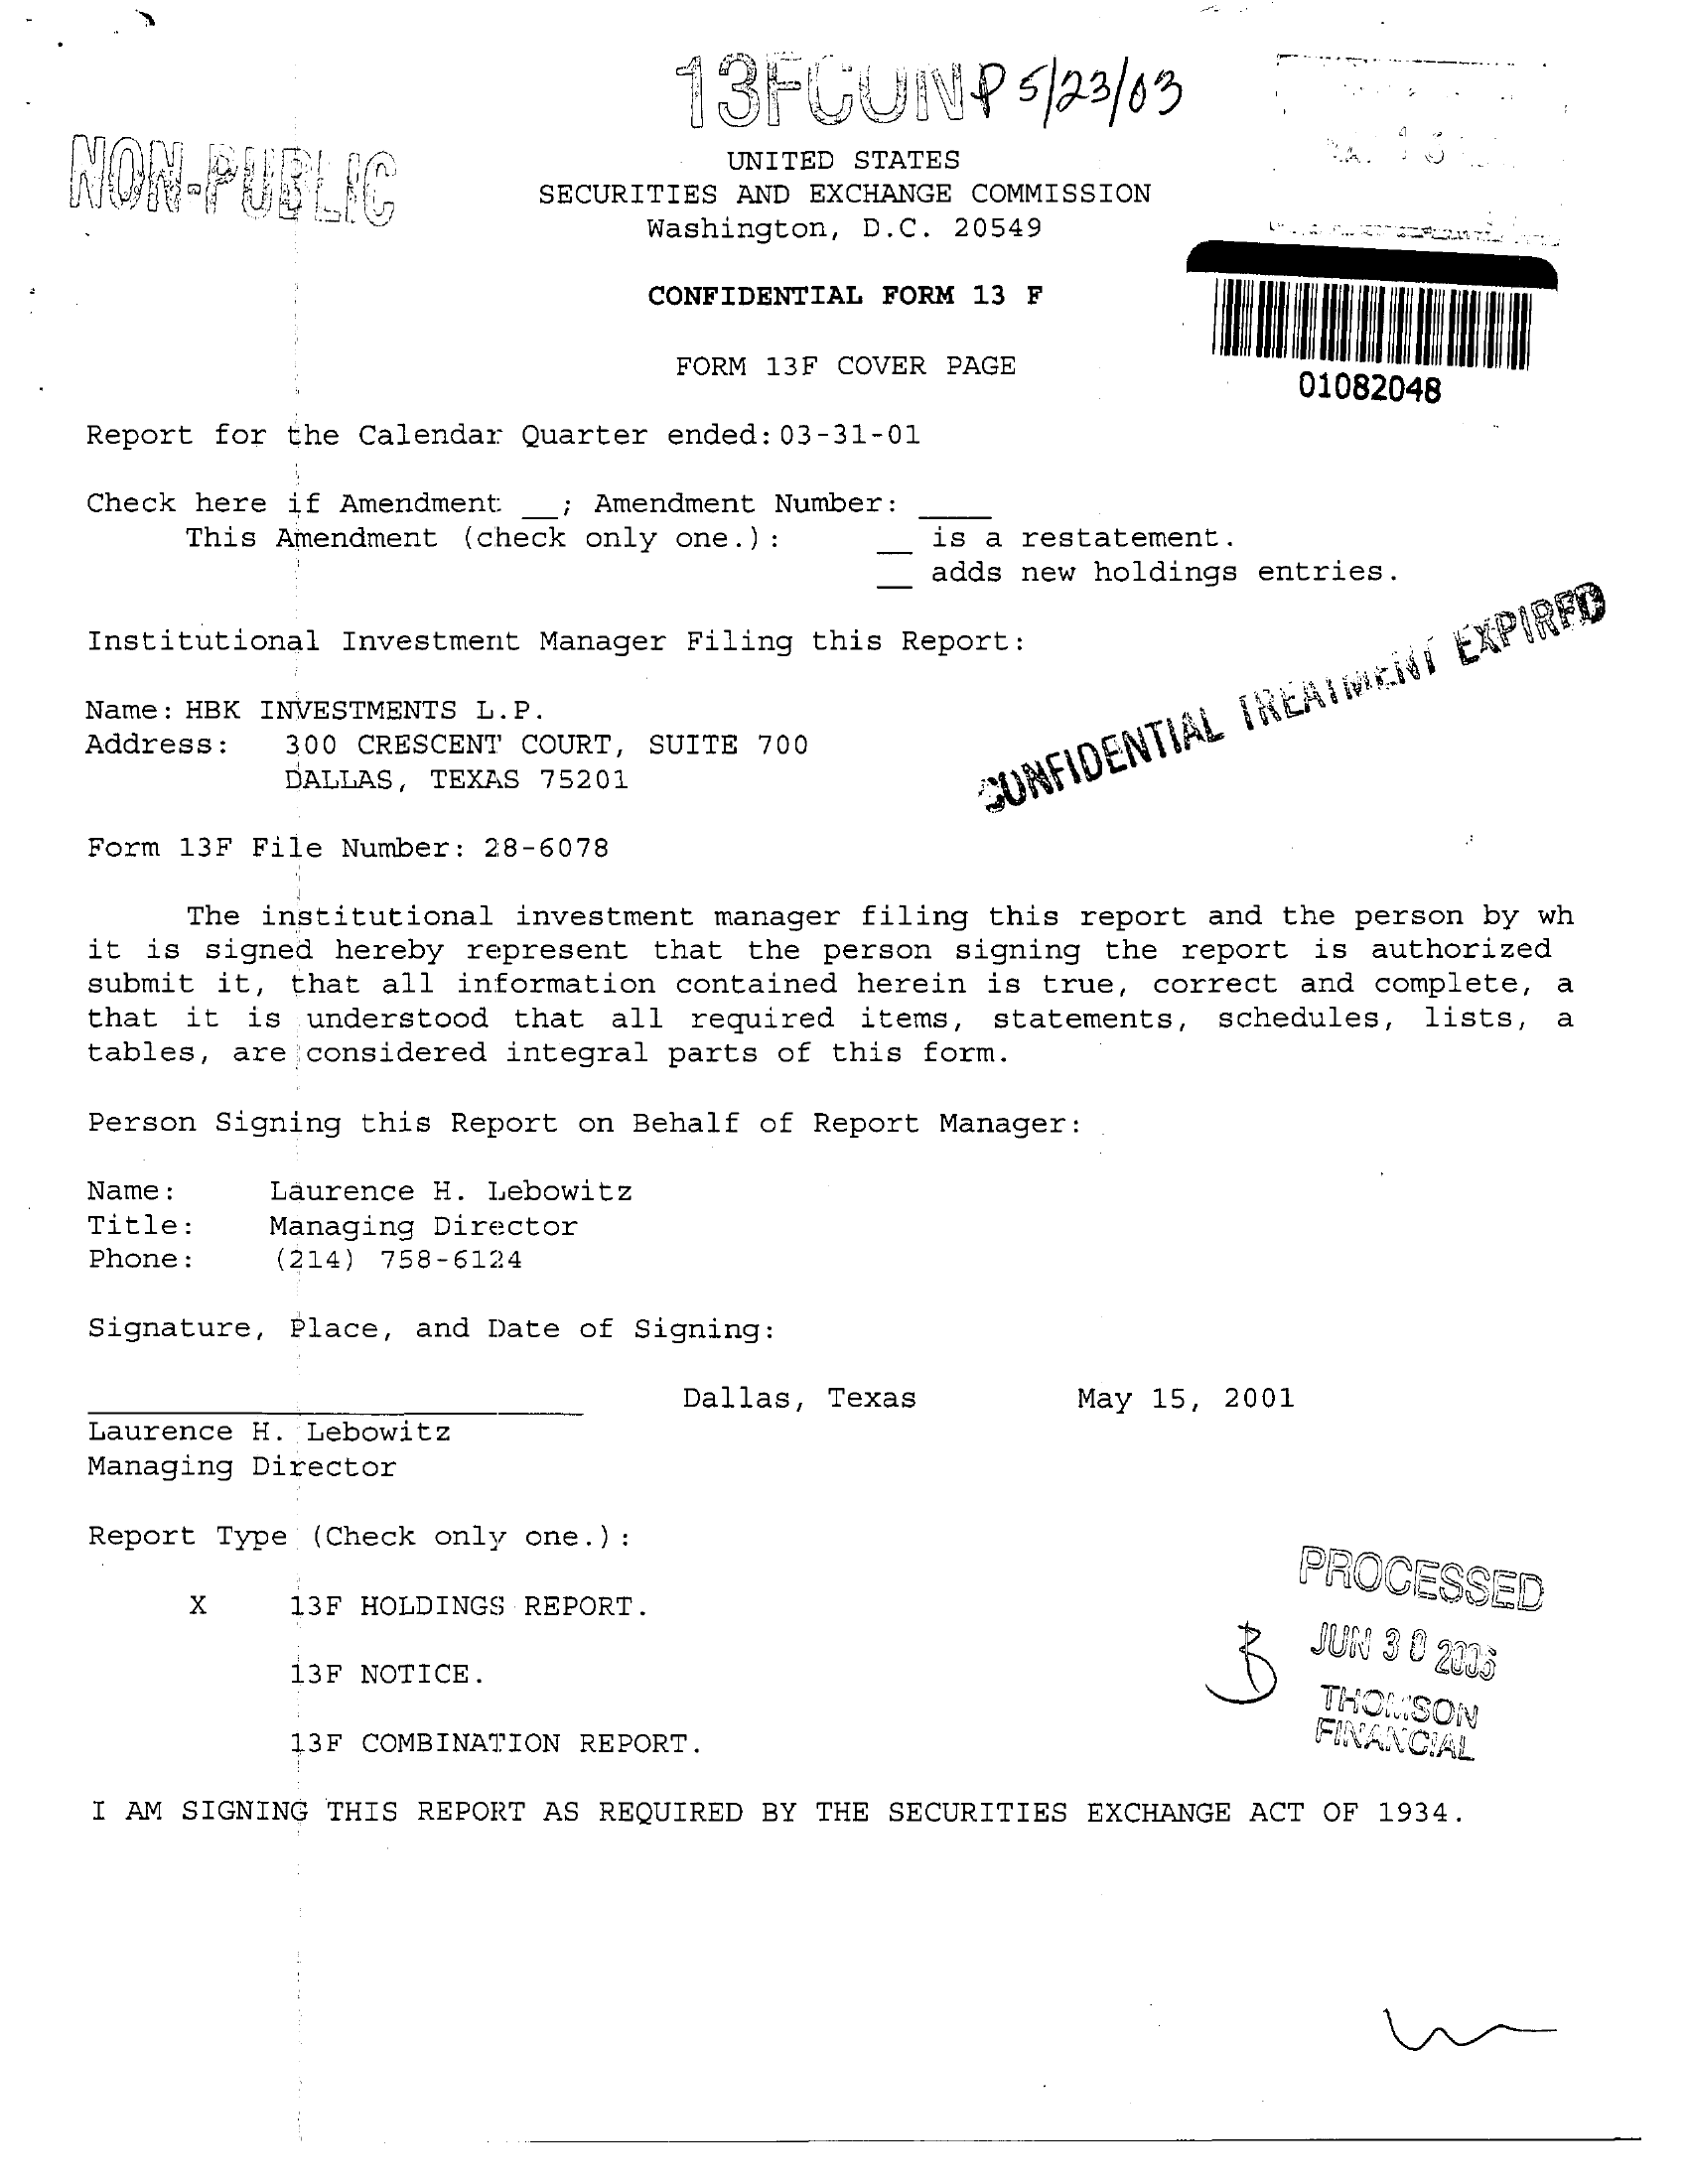 13FCON P 5/23/03
NON-PUBLIC
UNITED STATES
SECURITIES AND EXCHANGE COMMISSION
Washington, D.C. 20549
CONFIDENTIAL FORM 13 F
FORM 13F COVER PAGE
01082048
Report for the Calendar Quarter ended: 03-31-01
Check here if Amendment __; Amendment Number: ____
This Amendment (check only one.): __ is a restatement.
__ adds new holdings entries.
Institutional Investment Manager Filing this Report:
CONFIDENTIAL TREATMENT EXPIRED
Name: HBK INVESTMENTS L.P.
Address: 300 CRESCENT COURT, SUITE 700
DALLAS, TEXAS 75201
Form 13F File Number: 28-6078
The institutional investment manager filing this report and the person by wh
it is signed hereby represent that the person signing the report is authorized
submit it, that all information contained herein is true, correct and complete, a
that it is understood that all required items, statements, schedules, lists, a
tables, are considered integral parts of this form.
Person Signing this Report on Behalf of Report Manager:
Name: Laurence H. Lebowitz
Title: Managing Director
Phone: (214) 758-6124
Signature, Place, and Date of Signing:
Dallas, Texas May 15, 2001
Laurence H. Lebowitz
Managing Director
Report Type (Check only one.):
X 13F HOLDINGS REPORT.
13F NOTICE.
13F COMBINATION REPORT.
PROCESSED
JUN 30
THOMSON
FINANCIAL
I AM SIGNING THIS REPORT AS REQUIRED BY THE SECURITIES EXCHANGE ACT OF 1934.